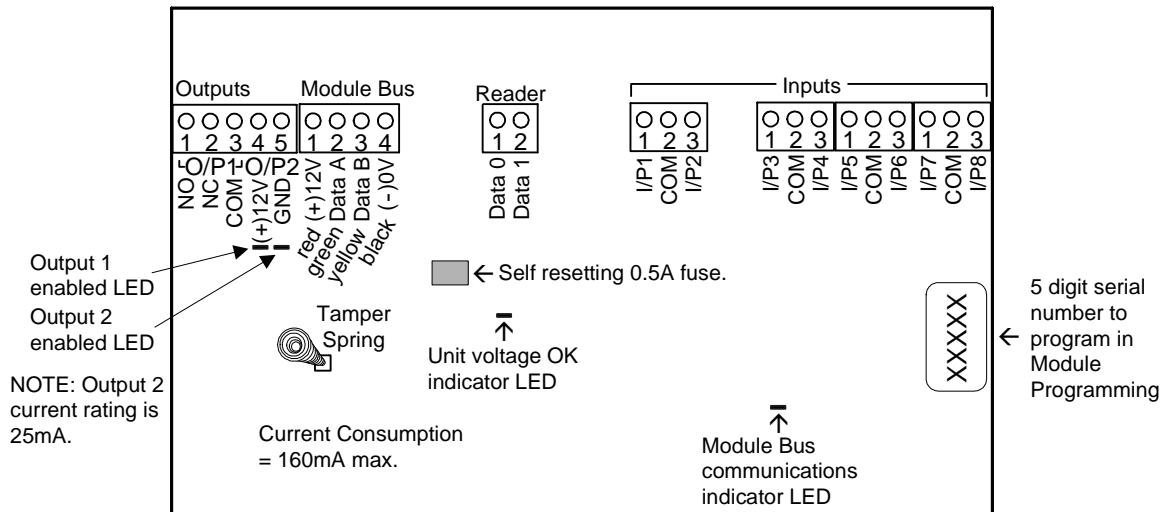 Outputs
Module Bus
Reader
Inputs
1 2 3 4 5
1 2 3 4
1 2
1 2 3
1 2 3
1 2 3
1 2 3
O/P1
O/P2
NO
NC
COM
(+)12V
GND
red (+)12V
green Data A
yellow Data B
black (-)0V
Data 0
Data 1
I/P1
COM
I/P2
I/P3
COM
I/P4
I/P5
COM
I/P6
I/P7
COM
I/P8
Output 1
enabled LED
Output 2
enabled LED
NOTE: Output 2
current rating is
25mA.
Self resetting 0.5A fuse.
Tamper
Spring
Unit voltage OK
indicator LED
Current Consumption
= 160mA max.
Module Bus
communications
indicator LED
XXXXX
5 digit serial
number to
program in
Module
Programming